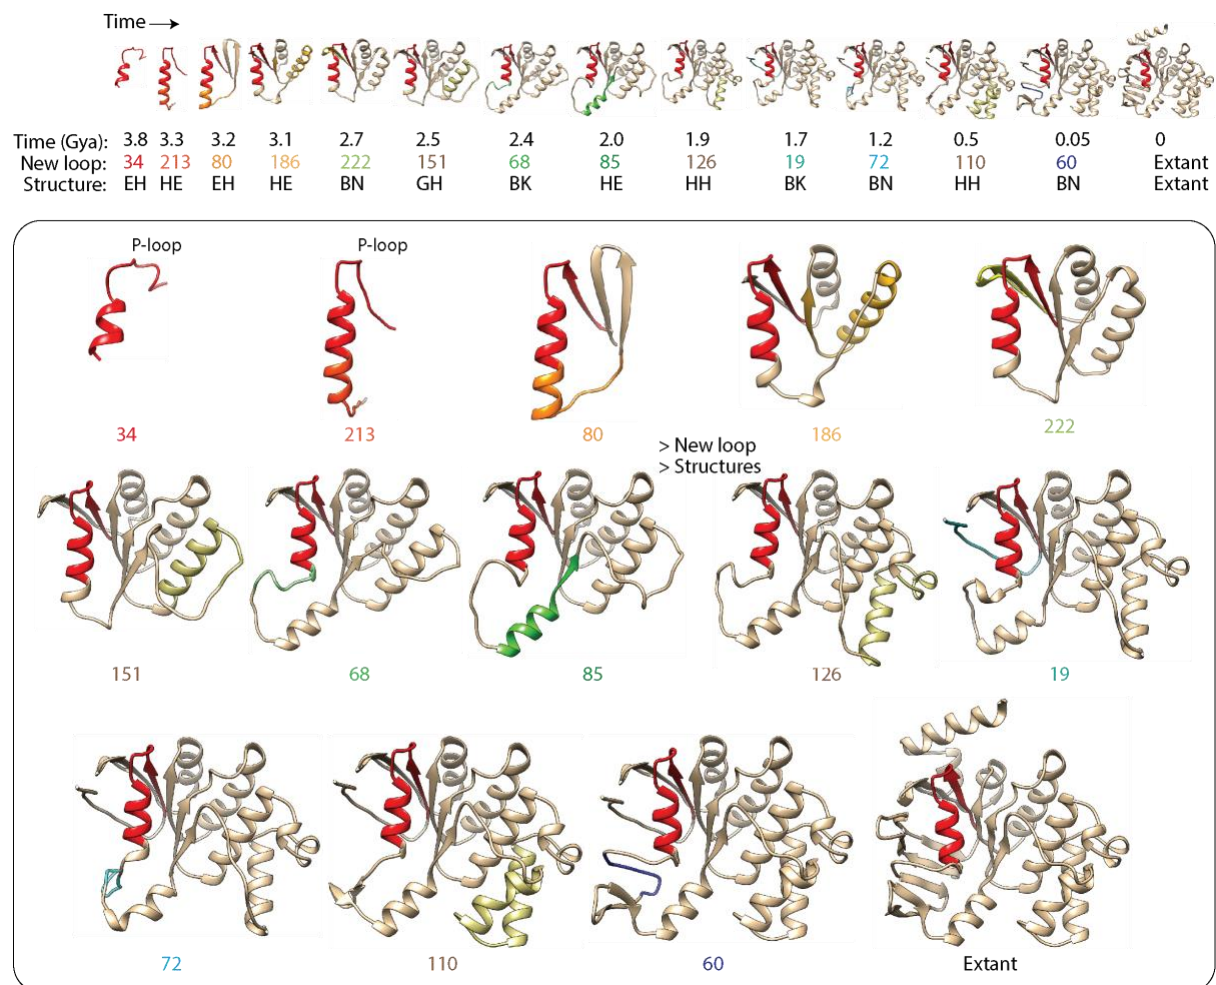 Time
Time (Gya): 3.8 3.3 3.2 3.1 2.7 2.5 2.4 2.0 1.9 1.7 1.2 0.5 0.05 0
New loop: 34 213 80 186 222 151 68 85 126 19 72 110 60 Extant
Structure: EH HE EH HE BN GH BK HE HH BK BN HH BN Extant
P-loop P-loop
34 213 80 186 222
> New loop
> Structures
151 68 85 126 19
72 110 60 Extant